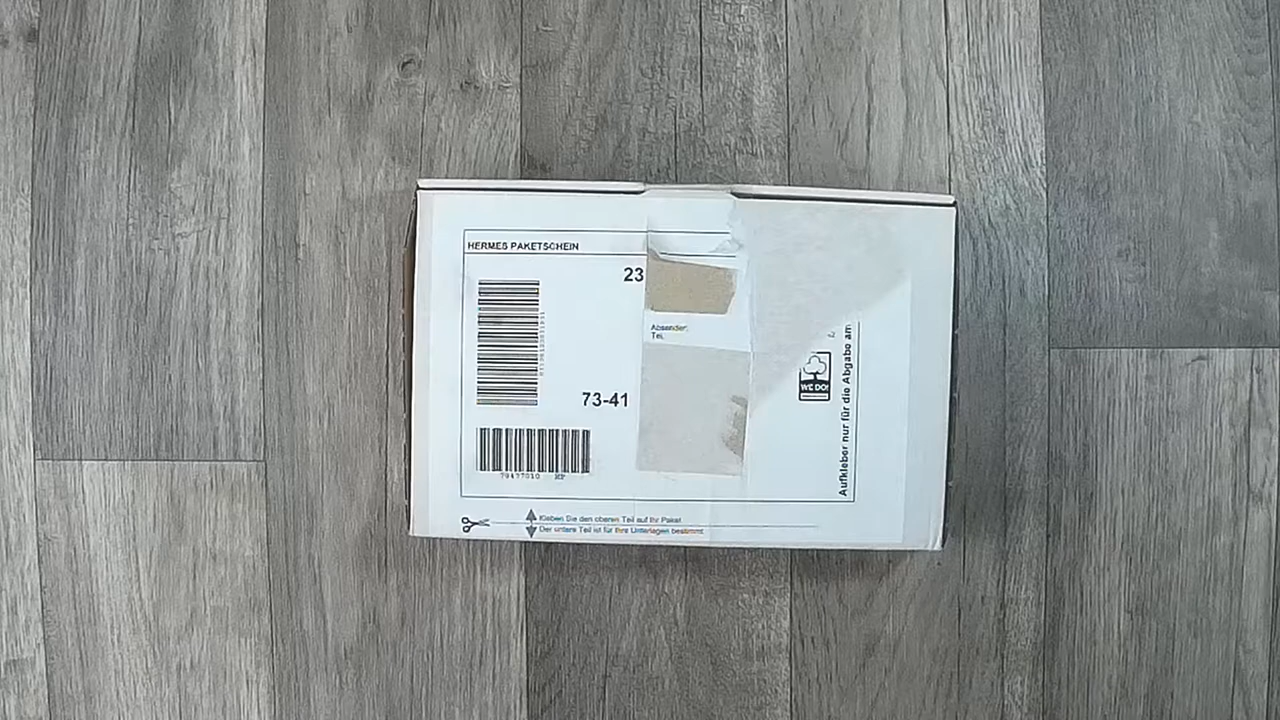 HERMES PAKETSCHEIN
23
Absender:
Tel.
73-41
WE DO!
Aufkleber nur für die Abgabe am
Kleben Sie den oberen Teil auf Ihr Paket.
Der untere Teil ist für Ihre Unterlagen bestimmt.